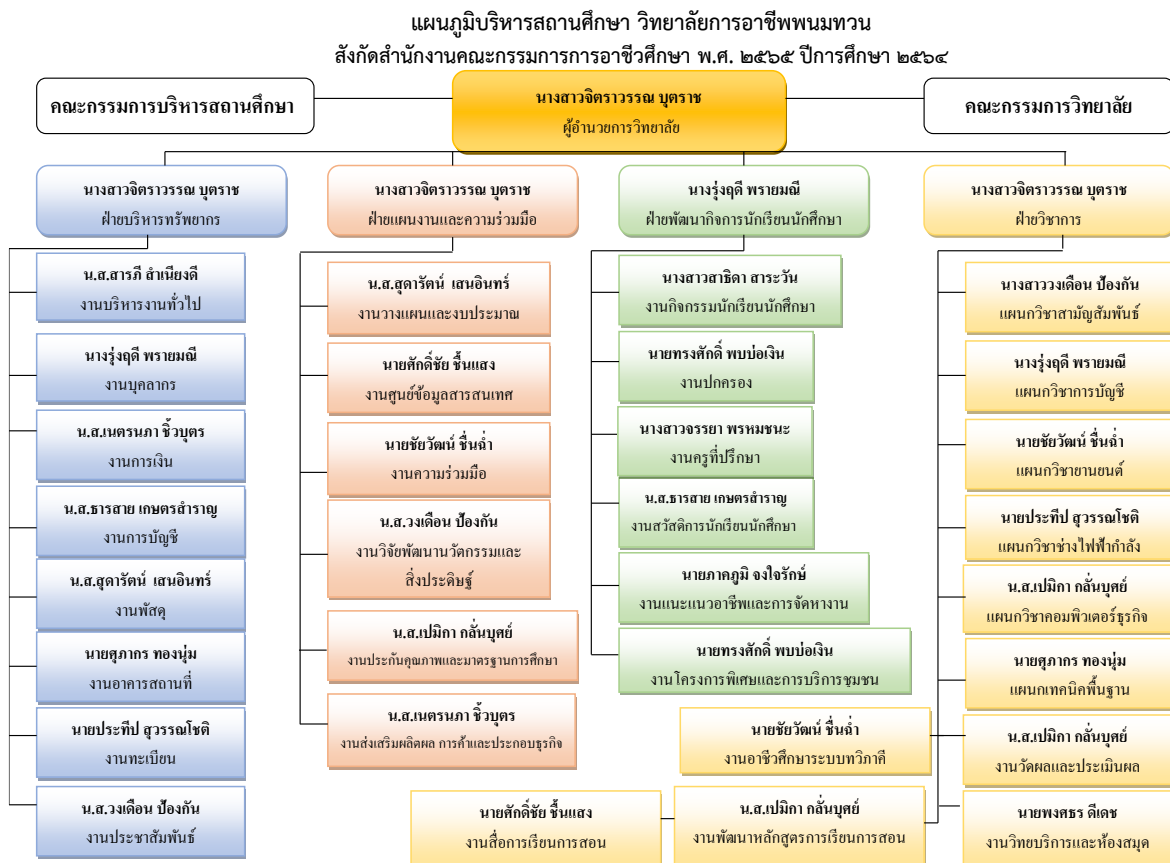 แผนภูมิบริหารสถานศึกษา วิทยาลัยการอาชีพพนมทวน
สังกัดสำนักงานคณะกรรมการการอาชีวศึกษา พ.ศ. ๒๕๖๕ ปีการศึกษา ๒๕๖๔
คณะกรรมการบริหารสถานศึกษา
นางสาวจิตราวรรณ บุตราช
ผู้อำนวยการวิทยาลัย
คณะกรรมการวิทยาลัย
นางสาวจิตราวรรณ บุตราช
ฝ่ายบริหารทรัพยากร
น.ส.สารภี สำเนียงดี
งานบริหารงานทั่วไป
นางรุ่งฤดี พรายมณี
งานบุคลากร
น.ส.เนตรนภา ชิ้วบุตร
งานการเงิน
น.ส.ธารสาย เกษตรสำราญ
งานการบัญชี
น.ส.สุดารัตน์ เสนอินทร์
งานพัสดุ
นายศุภากร ทองนุ่ม
งานอาคารสถานที่
นายประทีป สุวรรณโชติ
งานทะเบียน
น.ส.วงเดือน ป้องกัน
งานประชาสัมพันธ์
นางสาวจิตราวรรณ บุตราช
ฝ่ายแผนงานและความร่วมมือ
น.ส.สุดารัตน์ เสนอินทร์
งานวางแผนและงบประมาณ
นายศักดิ์ชัย ชื้นแสง
งานศูนย์ข้อมูลสารสนเทศ
นายชัยวัฒน์ ชื่นฉ่ำ
งานความร่วมมือ
น.ส.วงเดือน ป้องกัน
งานวิจัยพัฒนานวัตกรรมและ
สิ่งประดิษฐ์
น.ส.เปมิกา กลั่นบุศย์
งานประกันคุณภาพและมาตรฐานการศึกษา
น.ส.เนตรนภา ชิ้วบุตร
งานส่งเสริมผลิตผล การค้าและประกอบธุรกิจ
นางรุ่งฤดี พรายมณี
ฝ่ายพัฒนากิจการนักเรียนนักศึกษา
นางสาวสาธิดา สาระวัน
งานกิจกรรมนักเรียนนักศึกษา
นายทรงศักดิ์ พบบ่อเงิน
งานปกครอง
นางสาวจรรยา พรหมชนะ
งานครูที่ปรึกษา
น.ส.ธารสาย เกษตรสำราญ
งานสวัสดิการนักเรียนนักศึกษา
นายภาคภูมิ จงใจรักษ์
งานแนะแนวอาชีพและการจัดหางาน
นายทรงศักดิ์ พบบ่อเงิน
งานโครงการพิเศษและการบริการชุมชน
นางสาวจิตราวรรณ บุตราช
ฝ่ายวิชาการ
นางสาววงเดือน ป้องกัน
แผนกวิชาสามัญสัมพันธ์
นางรุ่งฤดี พรายมณี
แผนกวิชาการบัญชี
นายชัยวัฒน์ ชื่นฉ่ำ
แผนกวิชายานยนต์
นายประทีป สุวรรณโชติ
แผนกวิชาช่างไฟฟ้ากำลัง
น.ส.เปมิกา กลั่นบุศย์
แผนกวิชาคอมพิวเตอร์ธุรกิจ
นายศุภากร ทองนุ่ม
แผนกเทคนิคพื้นฐาน
นายชัยวัฒน์ ชื่นฉ่ำ
งานอาชีวศึกษาระบบทวิภาคี
น.ส.เปมิกา กลั่นบุศย์
งานวัดผลและประเมินผล
นายศักดิ์ชัย ชื้นแสง
งานสื่อการเรียนการสอน
น.ส.เปมิกา กลั่นบุศย์
งานพัฒนาหลักสูตรการเรียนการสอน
นายพงศธร ดีเดช
งานวิทยบริการและห้องสมุด